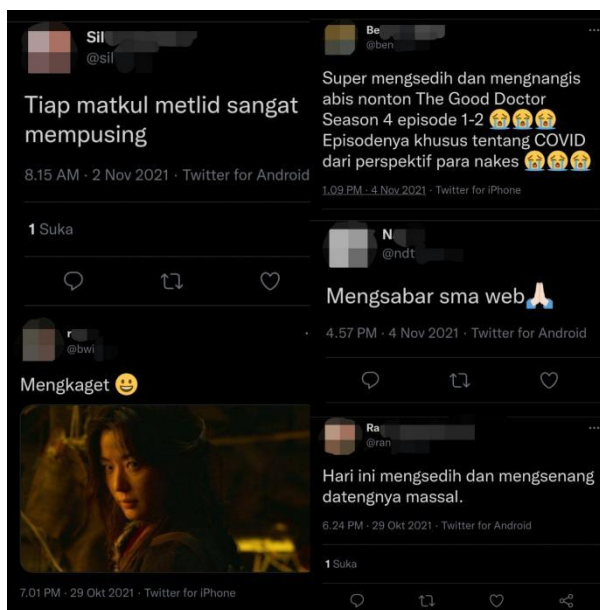 Sil
@sil
Tiap matkul metlid sangat
mempusing
8.15 AM · 2 Nov 2021 · Twitter for Android
1 Suka
r
@bwi
Mengkaget 😀
7.01 PM · 29 Okt 2021 · Twitter for iPhone
Be
@ben
Super mengsedih dan mengnangis
abis nonton The Good Doctor
Season 4 episode 1-2 😭😭😭
Episodenya khusus tentang COVID
dari perspektif para nakes 😭😭😭
1.09 PM · 4 Nov 2021 · Twitter for iPhone
N
@ndt
Mengsabar sma web🙏🏻
4.57 PM · 4 Nov 2021 · Twitter for Android
Ra
@ran
Hari ini mengsedih dan mengsenang
datengnya massal.
6.24 PM · 29 Okt 2021 · Twitter for Android
1 Suka